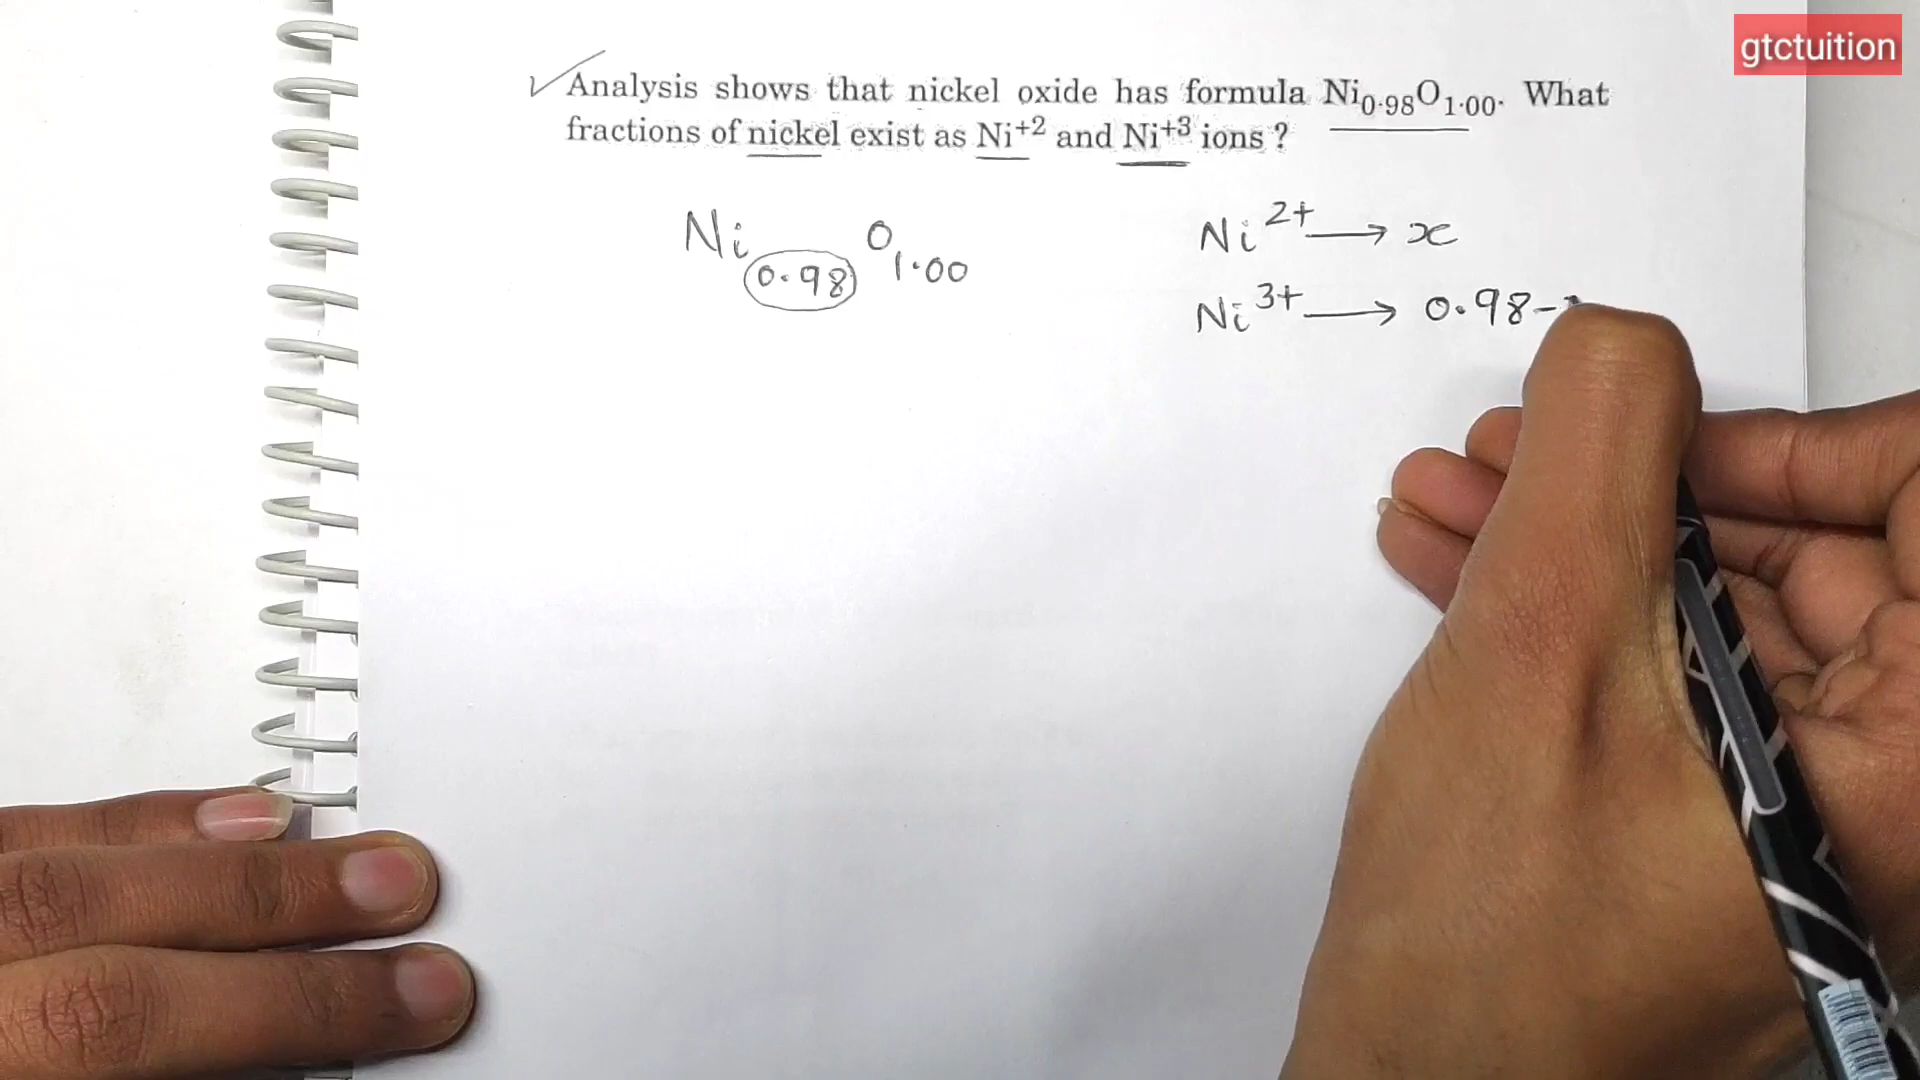 gtctuition
Analysis shows that nickel oxide has formula Ni₀.₉₈O₁.₀₀. What
fractions of nickel exist as Ni⁺² and Ni⁺³ ions ?
Ni₀.₉₈ O₁.₀₀
Ni²⁺ → x
Ni³⁺ → 0.98-